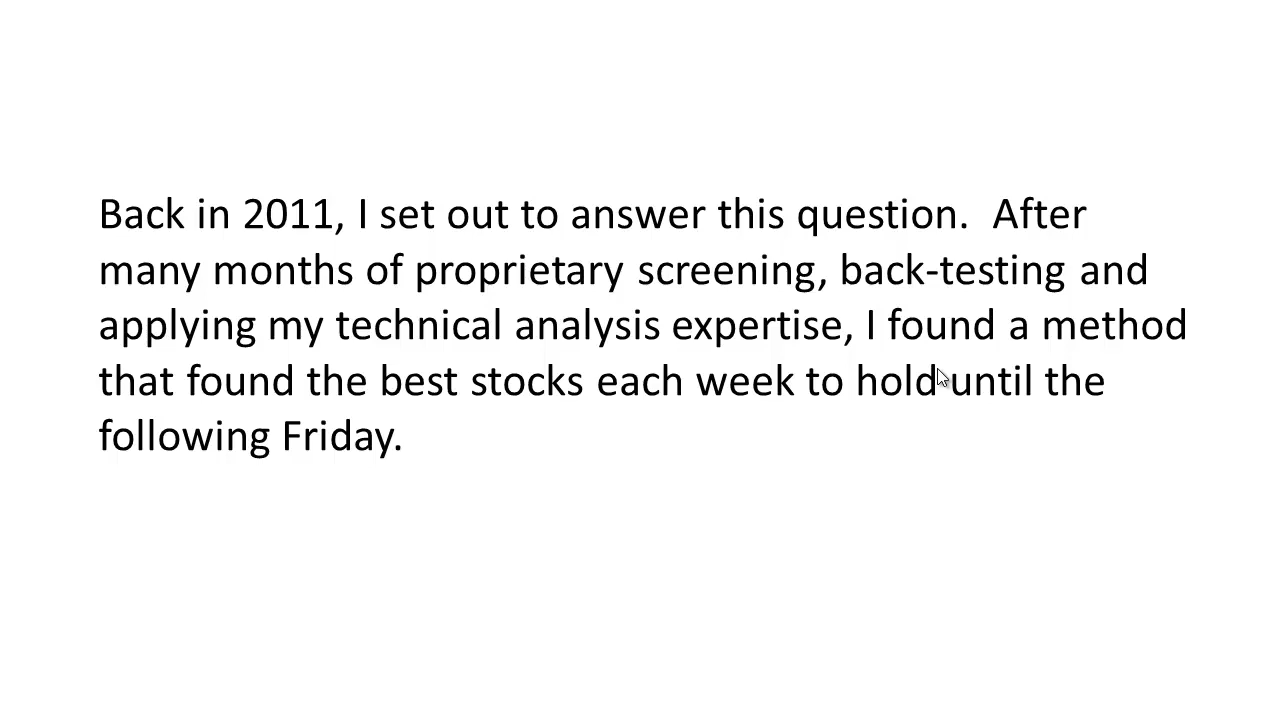 Back in 2011, I set out to answer this question.  After
many months of proprietary screening, back-testing and
applying my technical analysis expertise, I found a method
that found the best stocks each week to hold until the
following Friday.